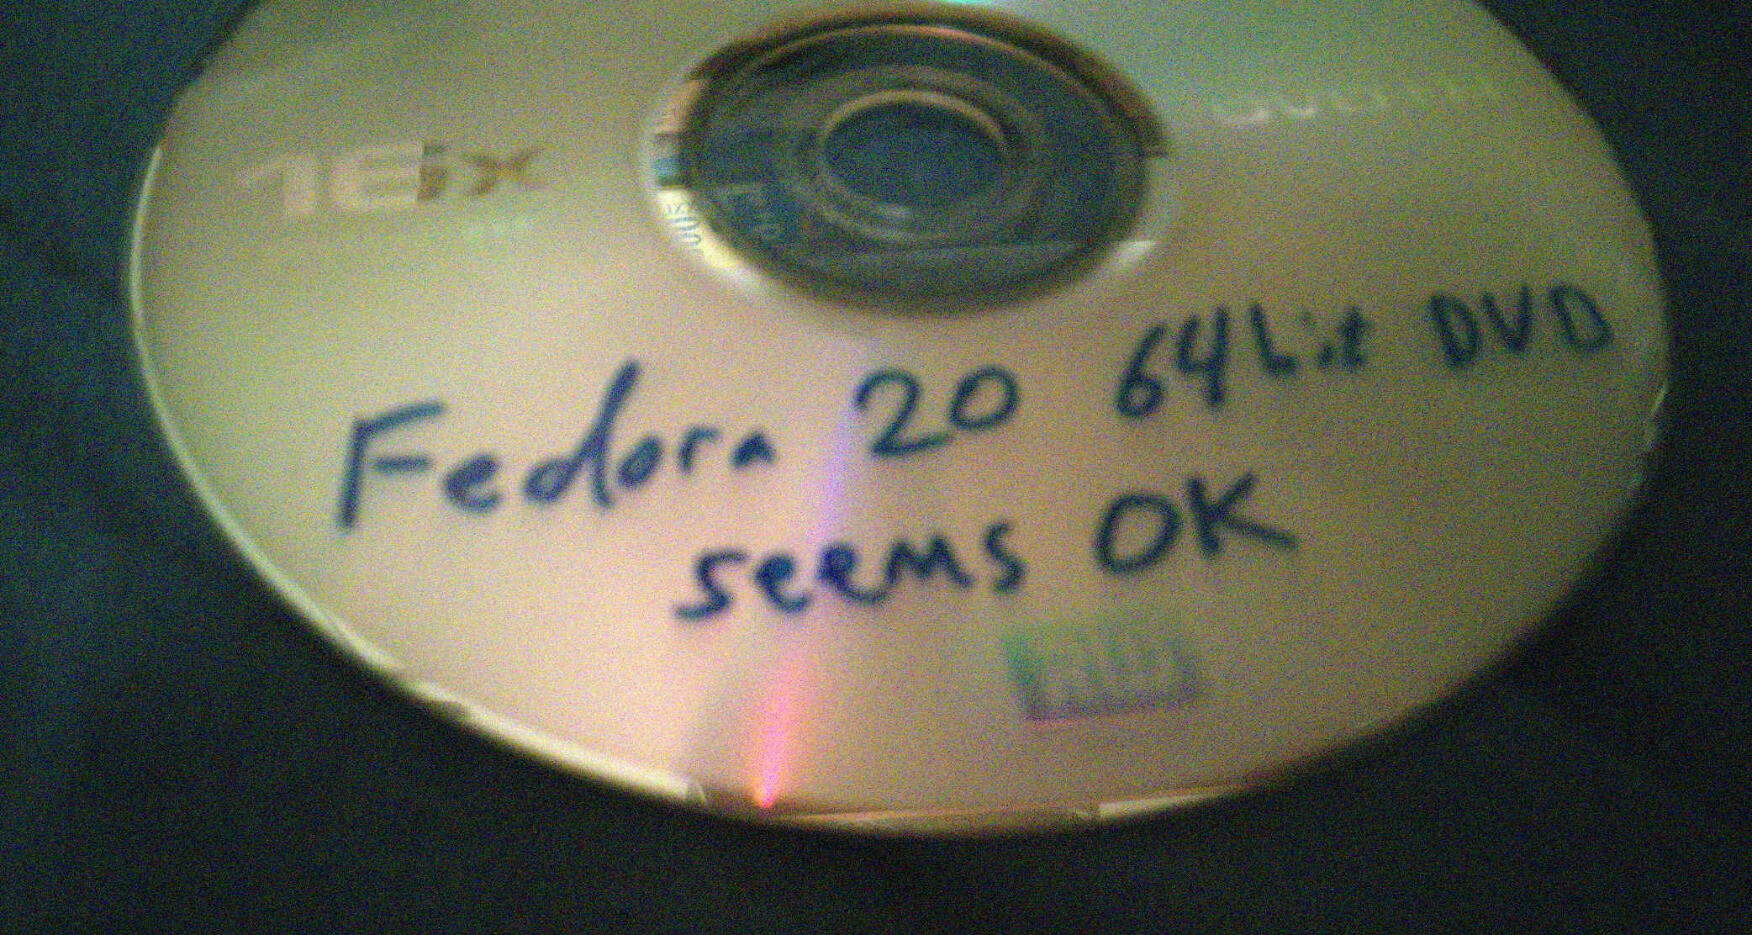 16x
Fedora 20 64bit DVD
seems OK